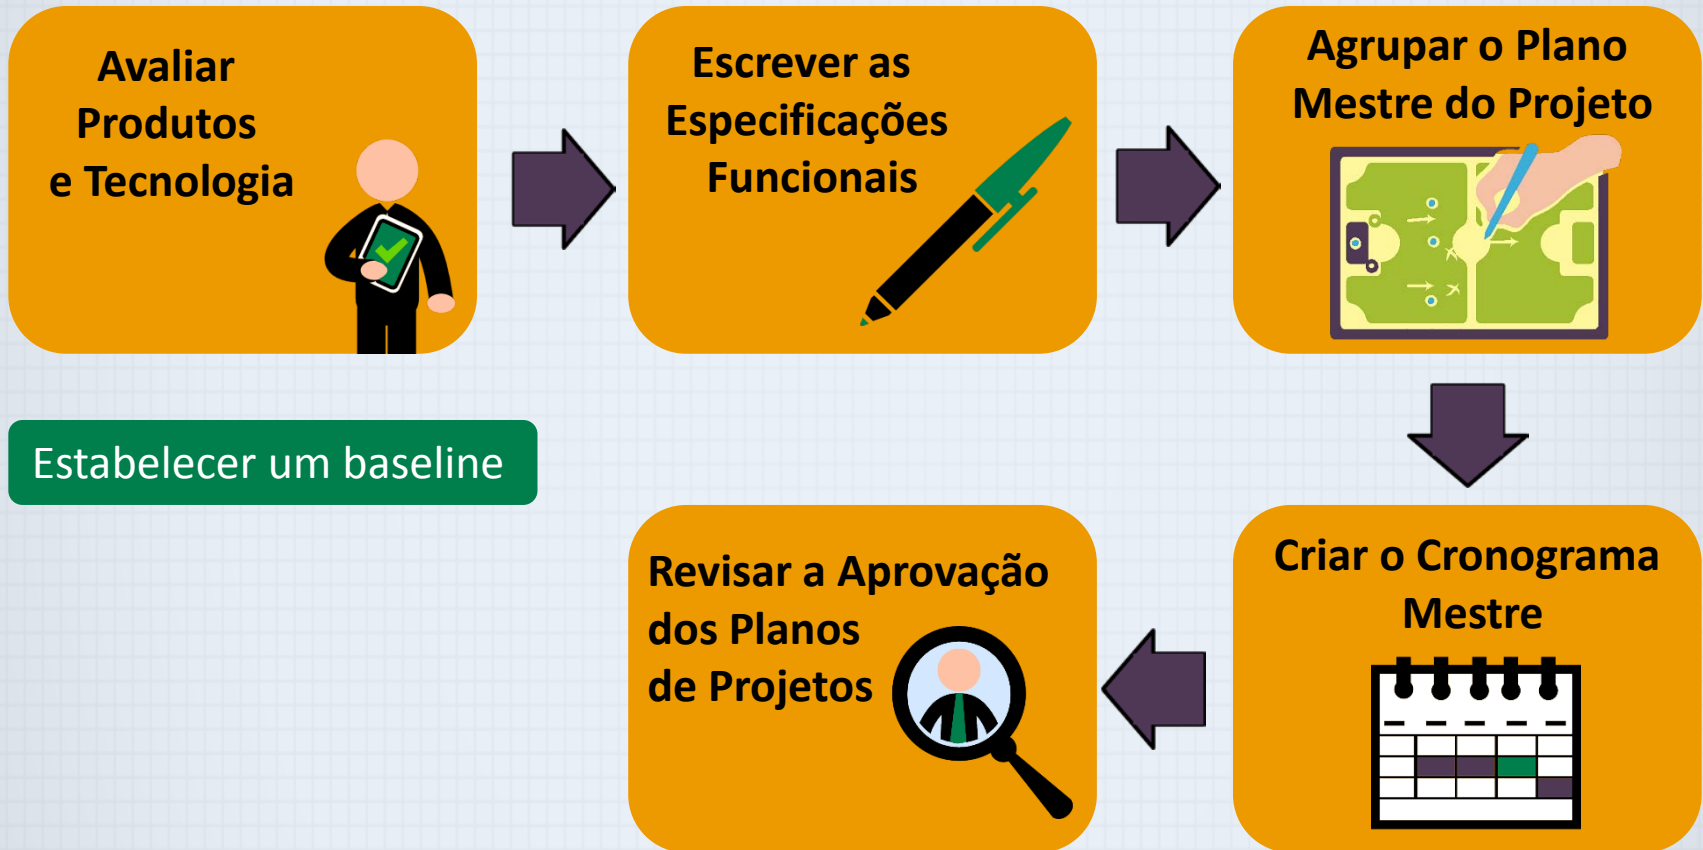 Avaliar
Produtos
e Tecnologia
Escrever as
Especificações
Funcionais
Agrupar o Plano
Mestre do Projeto
Estabelecer um baseline
Criar o Cronograma
Mestre
Revisar a Aprovação
dos Planos
de Projetos